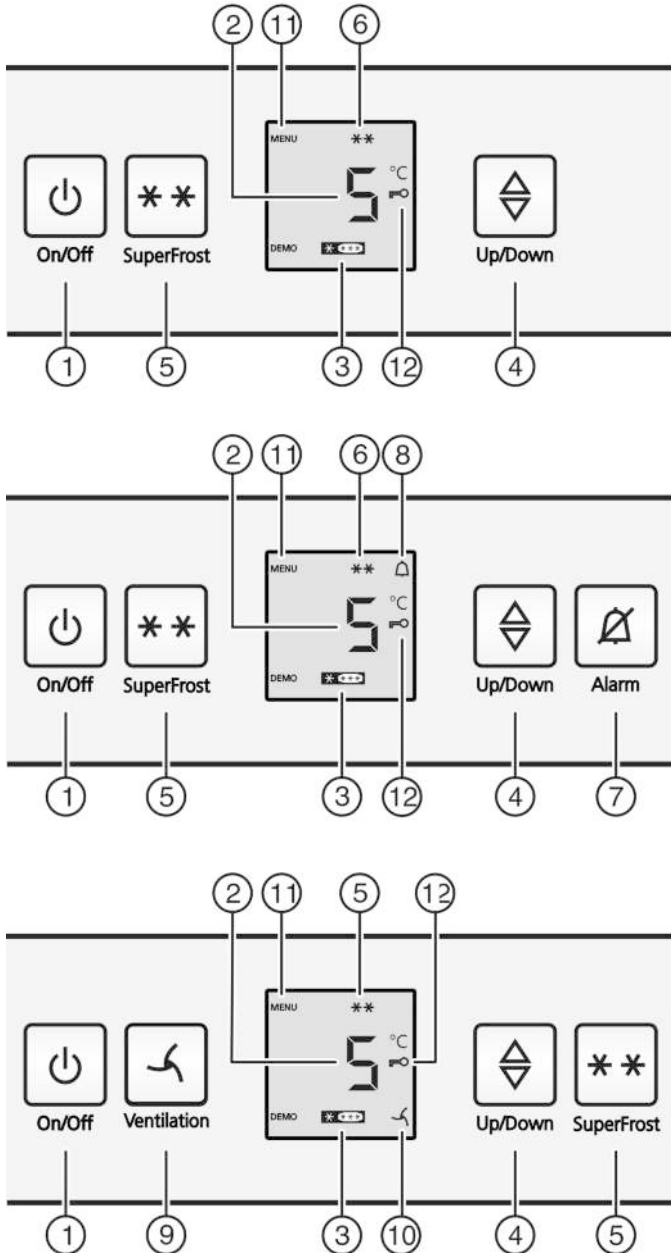 2 11 6
MENU
5 °C
On/Off SuperFrost DEMO Up/Down
1 5 3 12 4
2 11 6 8
MENU
5 °C
On/Off SuperFrost DEMO Up/Down Alarm
1 5 3 12 4 7
2 11 5 12
MENU
5 °C
On/Off Ventilation DEMO Up/Down SuperFrost
1 9 3 10 4 5